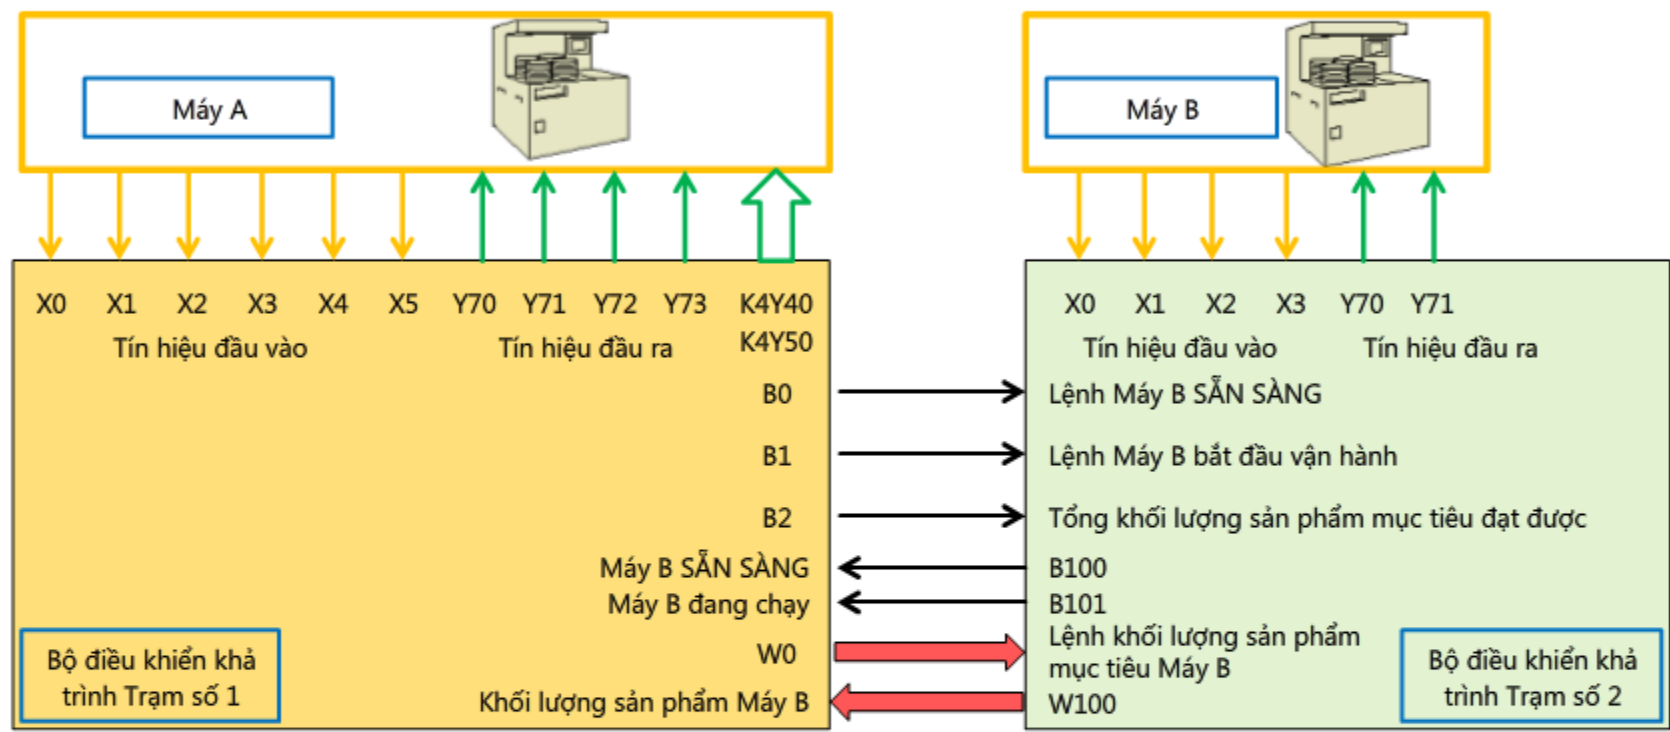 Máy A
Máy B
X0 X1 X2 X3 X4 X5 Y70 Y71 Y72 Y73 K4Y40
Tín hiệu đầu vào Tín hiệu đầu ra K4Y50
B0
B1
B2
Máy B SẴN SÀNG
Máy B đang chạy
W0
Khối lượng sản phẩm Máy B
Bộ điều khiển khả
trình Trạm số 1
X0 X1 X2 X3 Y70 Y71
Tín hiệu đầu vào Tín hiệu đầu ra
Lệnh Máy B SẴN SÀNG
Lệnh Máy B bắt đầu vận hành
Tổng khối lượng sản phẩm mục tiêu đạt được
B100
B101
Lệnh khối lượng sản phẩm
mục tiêu Máy B
W100
Bộ điều khiển khả
trình Trạm số 2